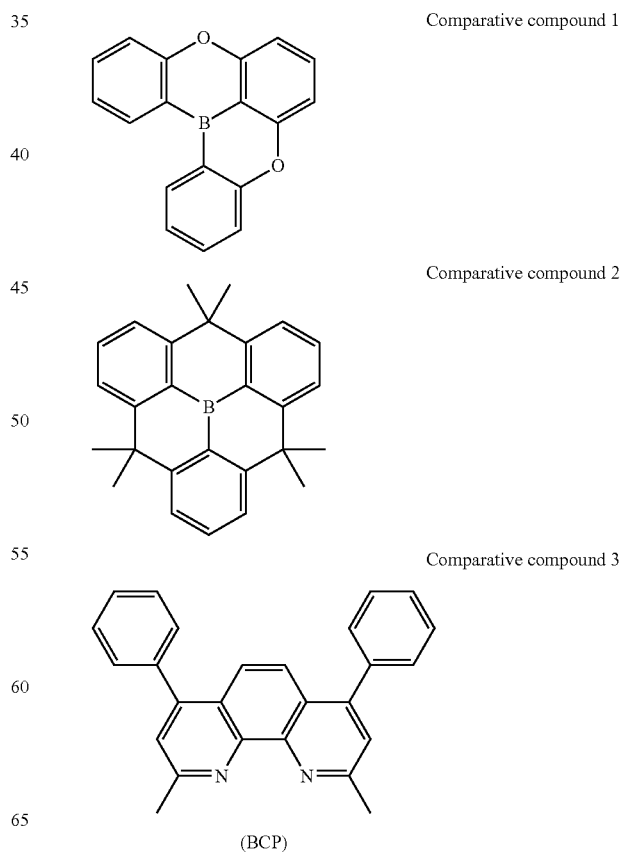 35
Comparative compound 1
O
B
40
O
45
Comparative compound 2
50
B
55
Comparative compound 3
60
N N
65
(BCP)